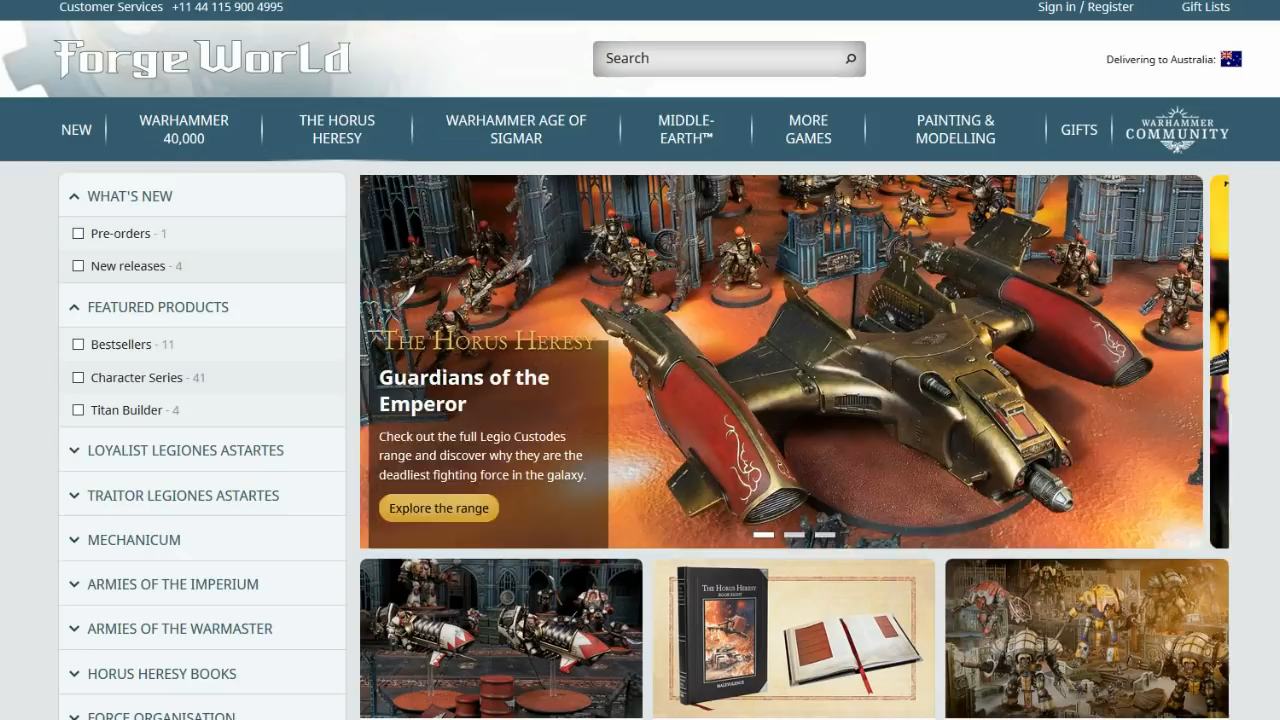 Customer Services +11 44 115 900 4995
Sign in / Register
Gift Lists
forge World
Search
Delivering to Australia:
NEW
WARHAMMER
40,000
THE HORUS
HERESY
WARHAMMER AGE OF
SIGMAR
MIDDLE-
EARTH™
MORE
GAMES
PAINTING &
MODELLING
GIFTS
WARHAMMER
COMMUNITY
WHAT'S NEW
Pre-orders - 1
New releases - 4
FEATURED PRODUCTS
Bestsellers - 11
Character Series - 41
Titan Builder - 4
LOYALIST LEGIONES ASTARTES
TRAITOR LEGIONES ASTARTES
MECHANICUM
ARMIES OF THE IMPERIUM
ARMIES OF THE WARMASTER
HORUS HERESY BOOKS
FORCE ORGANISATION
The Horus Heresy
Guardians of the
Emperor
Check out the full Legio Custodes
range and discover why they are the
deadliest fighting force in the galaxy.
Explore the range
The Horus Heresy
BOOK EIGHT
MALEVOLENCE